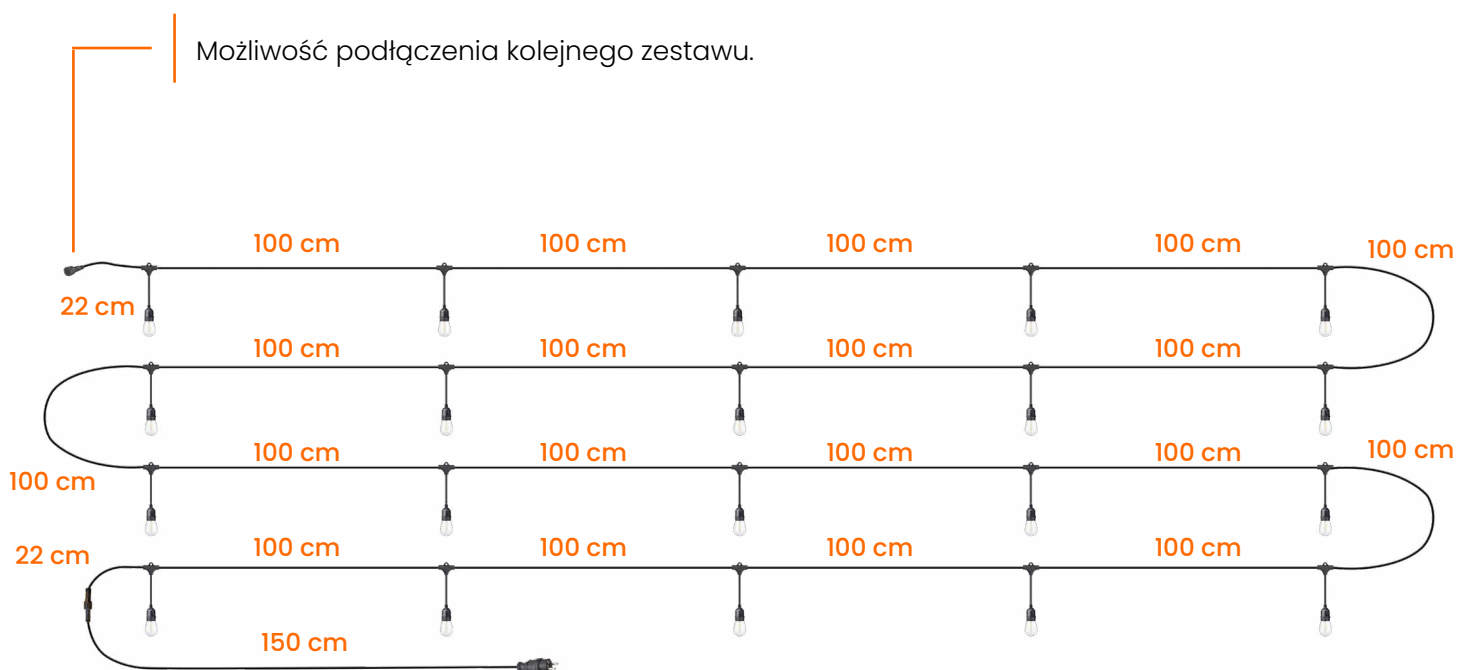 Możliwość podłączenia kolejnego zestawu.
100 cm 100 cm 100 cm 100 cm 100 cm
22 cm
100 cm 100 cm 100 cm 100 cm
100 cm 100 cm 100 cm 100 cm 100 cm
100 cm
22 cm 100 cm 100 cm 100 cm 100 cm
150 cm